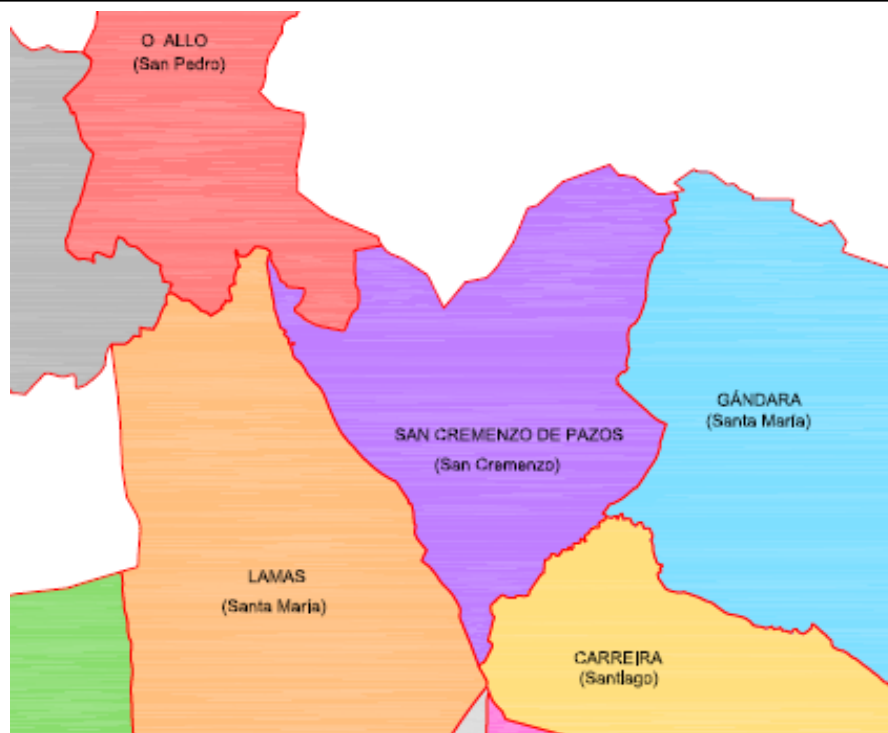 O ALLO
(San Pedro)
GÁNDARA
(Santa María)
SAN CREMENZO DE PAZOS
(San Cremenzo)
LAMAS
(Santa María)
CARREIRA
(Santiago)